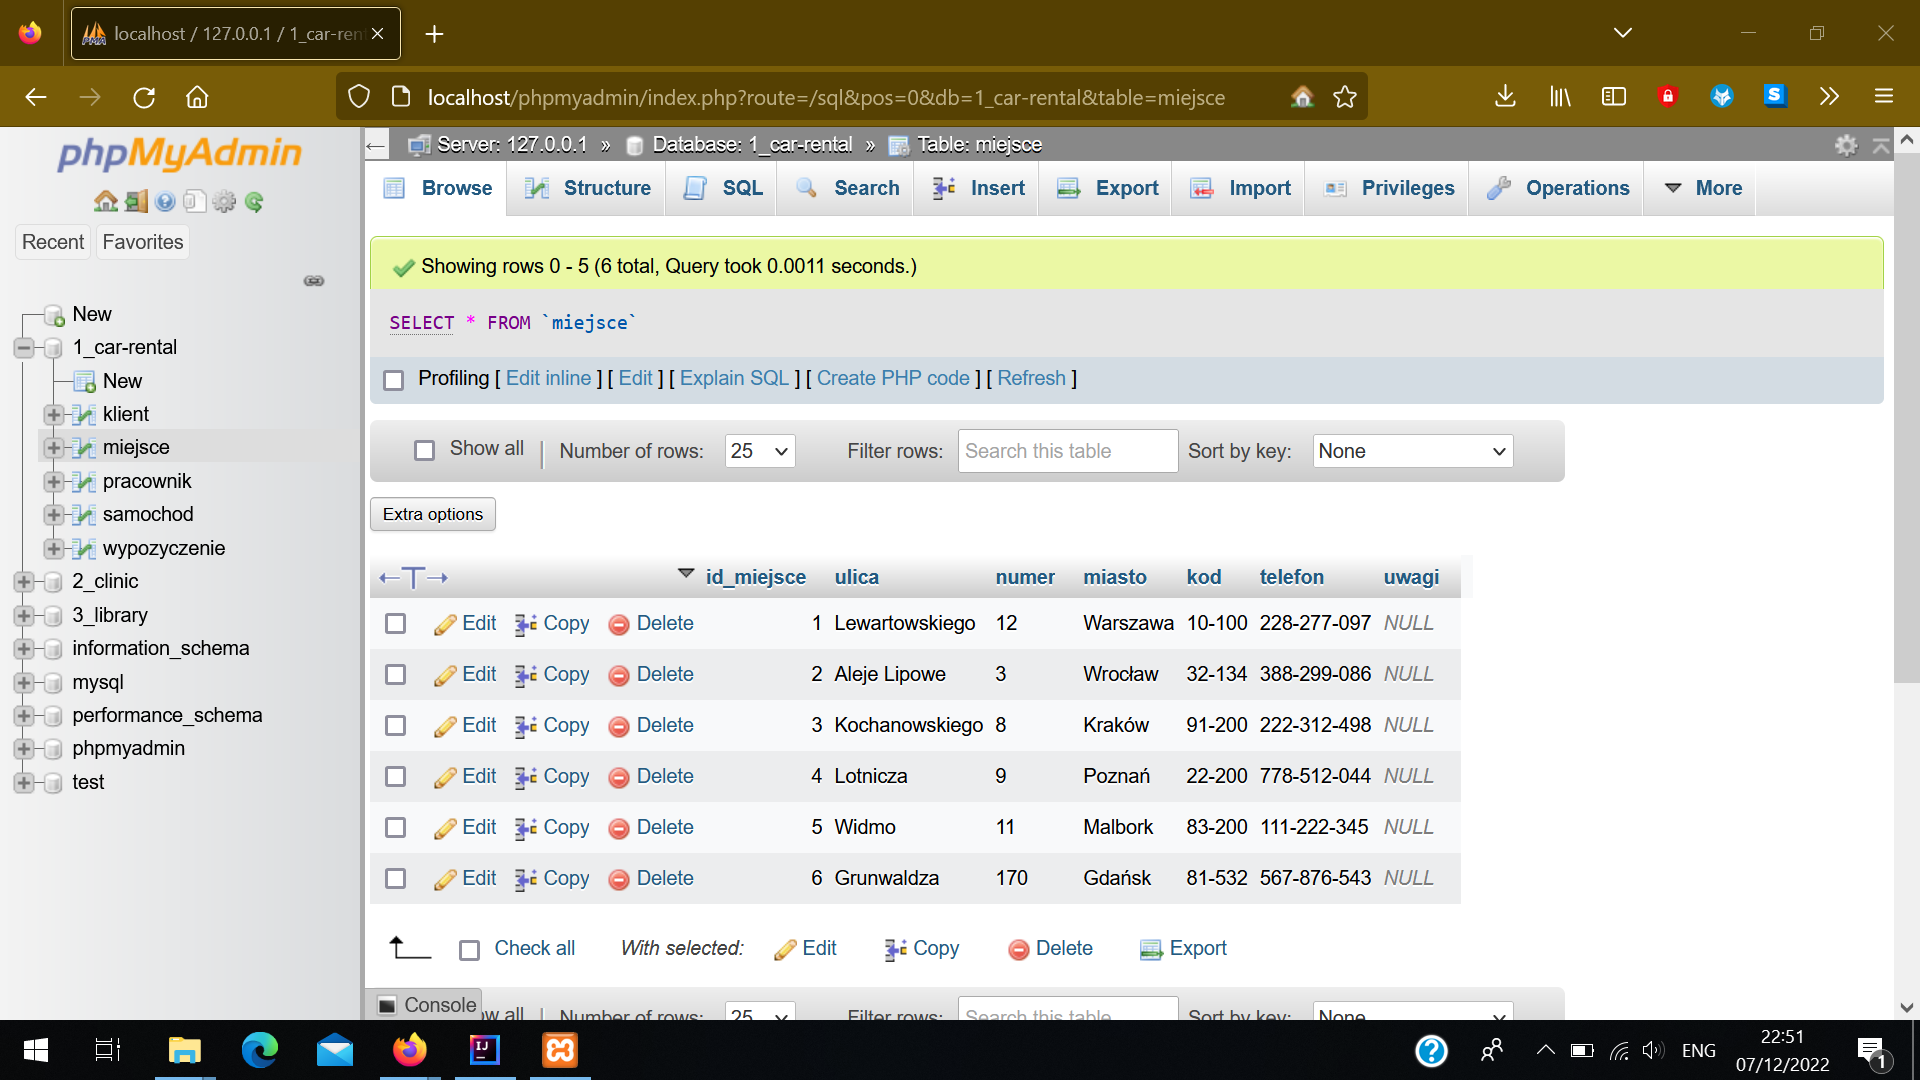 localhost / 127.0.0.1 / 1_car-ren
localhost/phpmyadmin/index.php?route=/sql&pos=0&db=1_car-rental&table=miejsce
phpMyAdmin
Recent Favorites
New
1_car-rental
New
klient
miejsce
pracownik
samochod
wypozyczenie
2_clinic
3_library
information_schema
mysql
performance_schema
phpmyadmin
test
Server: 127.0.0.1 » Database: 1_car-rental » Table: miejsce
Browse Structure SQL Search Insert Export Import Privileges Operations More
Showing rows 0 - 5 (6 total, Query took 0.0011 seconds.)
SELECT * FROM `miejsce`
Profiling [ Edit inline ] [ Edit ] [ Explain SQL ] [ Create PHP code ] [ Refresh ]
Show all Number of rows: 25 Filter rows: Search this table Sort by key: None
Extra options
←T→ id_miejsce ulica numer miasto kod telefon uwagi
Edit Copy Delete 1 Lewartowskiego 12 Warszawa 10-100 228-277-097 NULL
Edit Copy Delete 2 Aleje Lipowe 3 Wrocław 32-134 388-299-086 NULL
Edit Copy Delete 3 Kochanowskiego 8 Kraków 91-200 222-312-498 NULL
Edit Copy Delete 4 Lotnicza 9 Poznań 22-200 778-512-044 NULL
Edit Copy Delete 5 Widmo 11 Malbork 83-200 111-222-345 NULL
Edit Copy Delete 6 Grunwaldza 170 Gdańsk 81-532 567-876-543 NULL
Check all With selected: Edit Copy Delete Export
Console
w all Number of rows: 25 Filter rows: Search this table Sort by key: None
ENG
22:51
07/12/2022
1